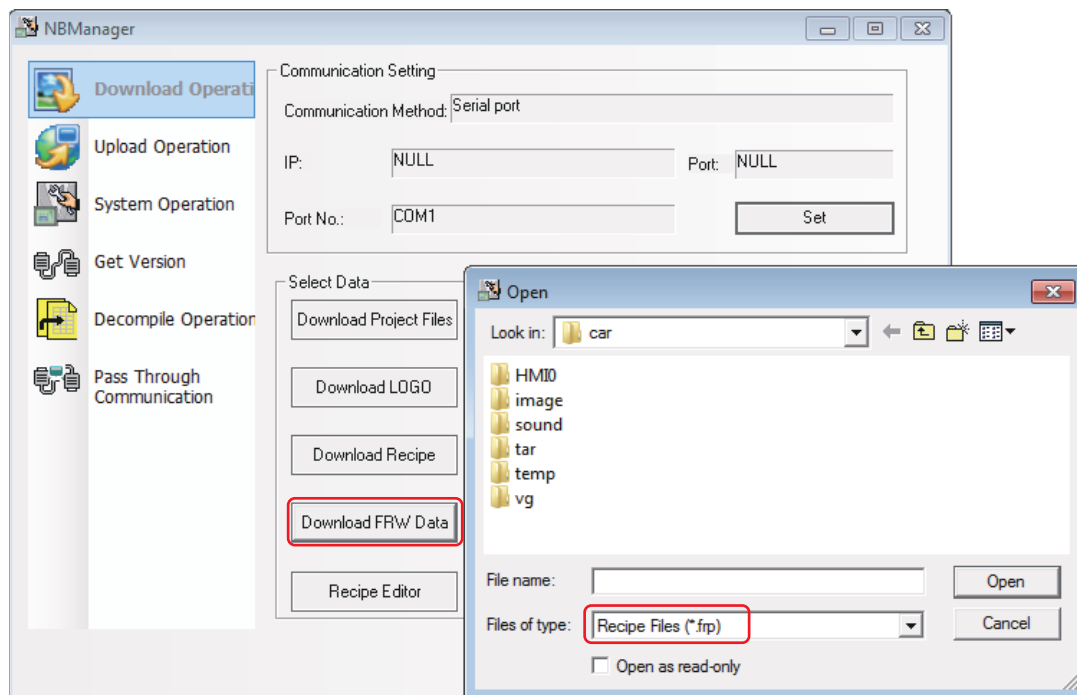 NBManager
Download Operati
Upload Operation
System Operation
Get Version
Decompile Operation
Pass Through
Communication
Communication Setting
Communication Method: Serial port
IP: NULL Port: NULL
Port No.: COM1 Set
Select Data
Download Project Files
Download LOGO
Download Recipe
Download FRW Data
Recipe Editor
Open
Look in: car
HMI0
image
sound
tar
temp
vg
File name: Open
Files of type: Recipe Files (*.frp) Cancel
Open as read-only